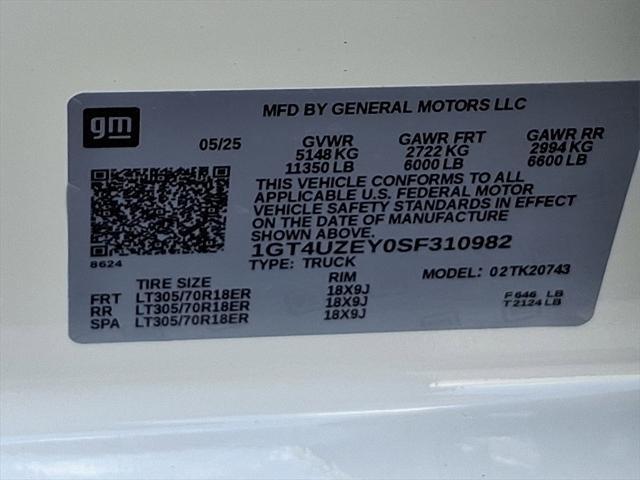 gm
MFD BY GENERAL MOTORS LLC
05/25 GVWR GAWR FRT GAWR RR
5148 KG 2722 KG 2994 KG
11350 LB 6000 LB 6600 LB
THIS VEHICLE CONFORMS TO ALL
APPLICABLE U.S. FEDERAL MOTOR
VEHICLE SAFETY STANDARDS IN EFFECT
ON THE DATE OF MANUFACTURE
SHOWN ABOVE.
1GT4UZEY0SF310982
8624
TYPE: TRUCK MODEL: 02TK20743
TIRE SIZE RIM
FRT LT305/70R18ER 18X9J F 646 LB
RR LT305/70R18ER 18X9J T 2124 LB
SPA LT305/70R18ER 18X9J